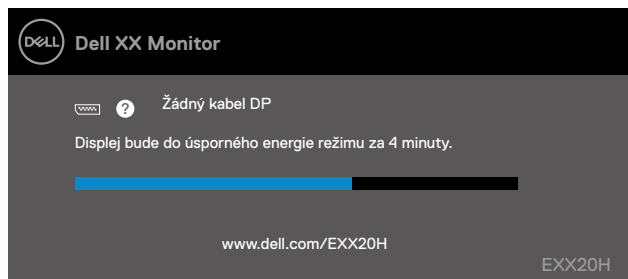 DELL Dell XX Monitor
? Žádný kabel DP
Displej bude do úsporného energie režimu za 4 minuty.
www.dell.com/EXX20H
EXX20H